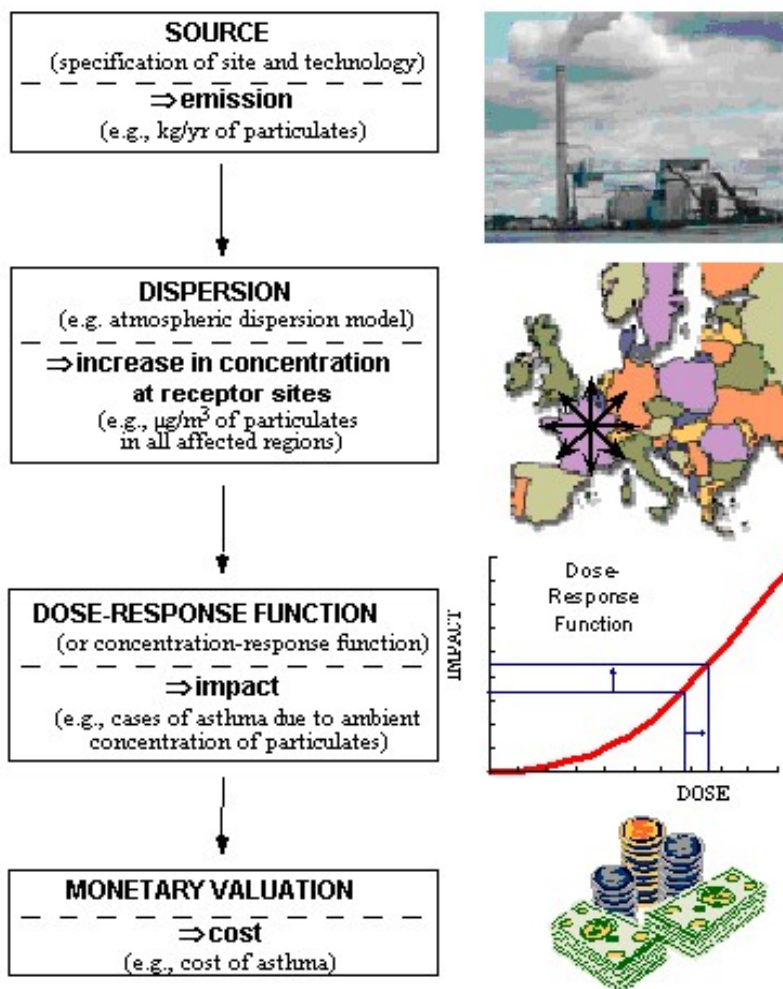 SOURCE
(specification of site and technology)
⇒emission
(e.g., kg/yr of particulates)
DISPERSION
(e.g. atmospheric dispersion model)
⇒increase in concentration
at receptor sites
(e.g., µg/m³ of particulates
in all affected regions)
DOSE-RESPONSE FUNCTION
(or concentration-response function)
⇒impact
(e.g., cases of asthma due to ambient
concentration of particulates)
MONETARY VALUATION
⇒cost
(e.g., cost of asthma)
Dose-
Response
Function
IMPACT
DOSE